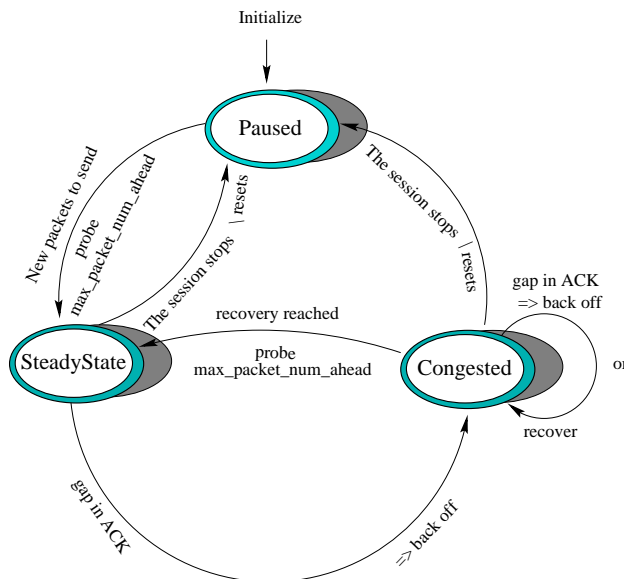 Initialize
Paused
New packets to send
probe
max_packet_num_ahead
The session stops | resets
The session stops | resets
gap in ACK
=> back off
or
recover
recovery reached
probe
max_packet_num_ahead
SteadyState
Congested
gap in ACK
=> back off